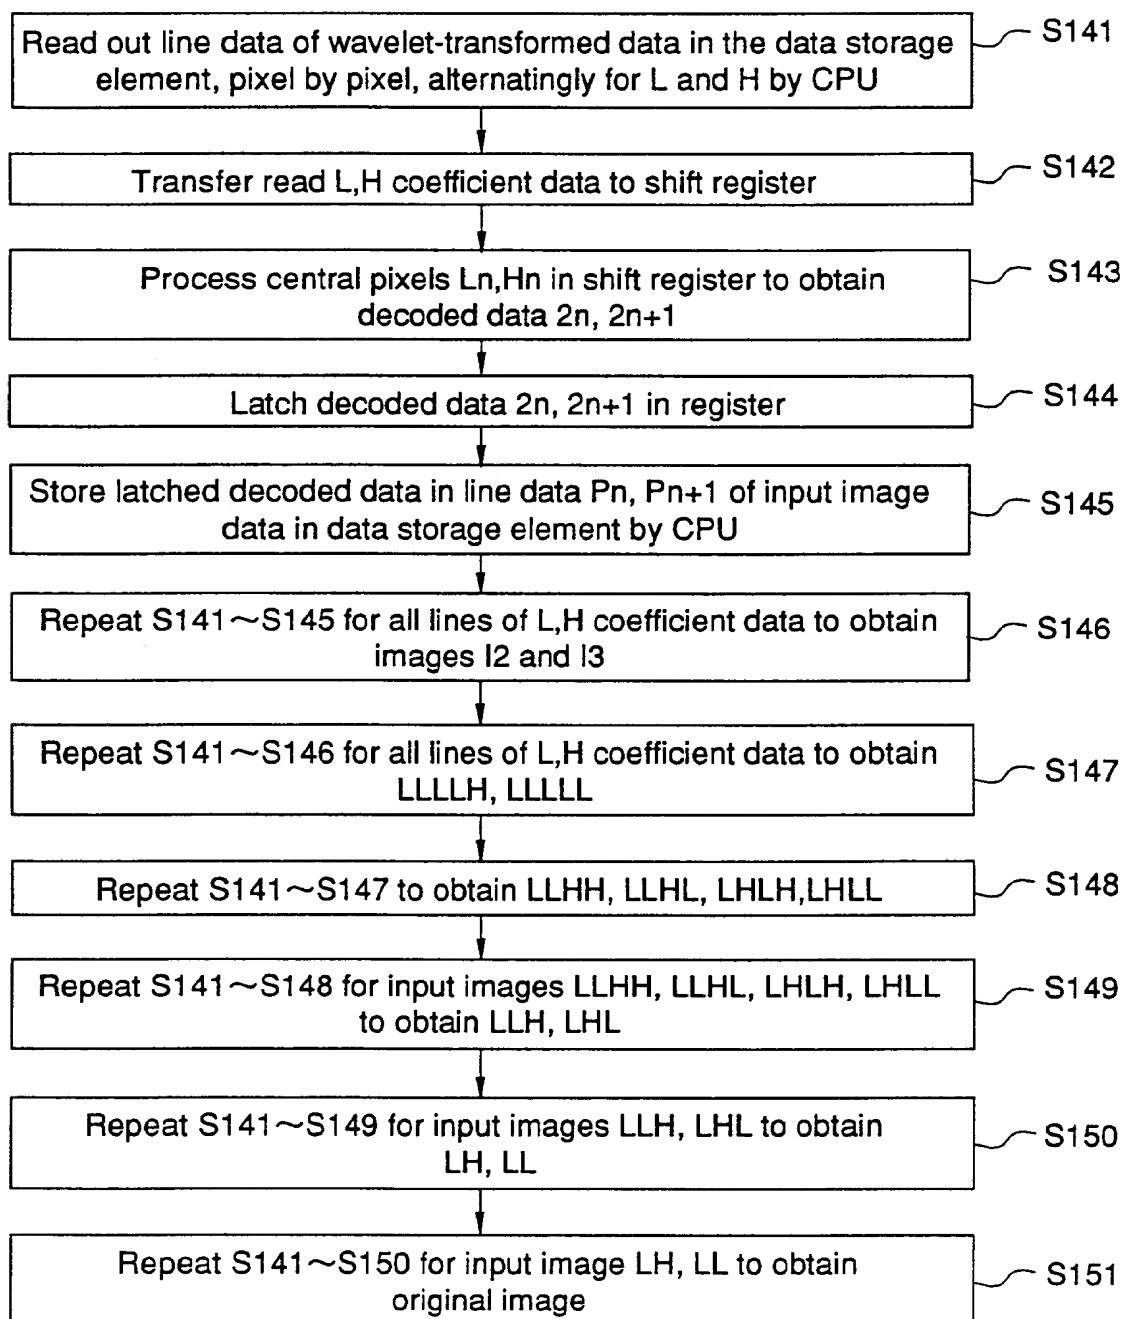 Read out line data of wavelet-transformed data in the data storage
element, pixel by pixel, alternatingly for L and H by CPU
S141
Transfer read L,H coefficient data to shift register
S142
Process central pixels Ln,Hn in shift register to obtain
decoded data 2n, 2n+1
S143
Latch decoded data 2n, 2n+1 in register
S144
Store latched decoded data in line data Pn, Pn+1 of input image
data in data storage element by CPU
S145
Repeat S141~S145 for all lines of L,H coefficient data to obtain
images I2 and I3
S146
Repeat S141~S146 for all lines of L,H coefficient data to obtain
LLLLH, LLLLL
S147
Repeat S141~S147 to obtain LLHH, LLHL, LHLH,LHLL
S148
Repeat S141~S148 for input images LLHH, LLHL, LHLH, LHLL
to obtain LLH, LHL
S149
Repeat S141~S149 for input images LLH, LHL to obtain
LH, LL
S150
Repeat S141~S150 for input image LH, LL to obtain
original image
S151